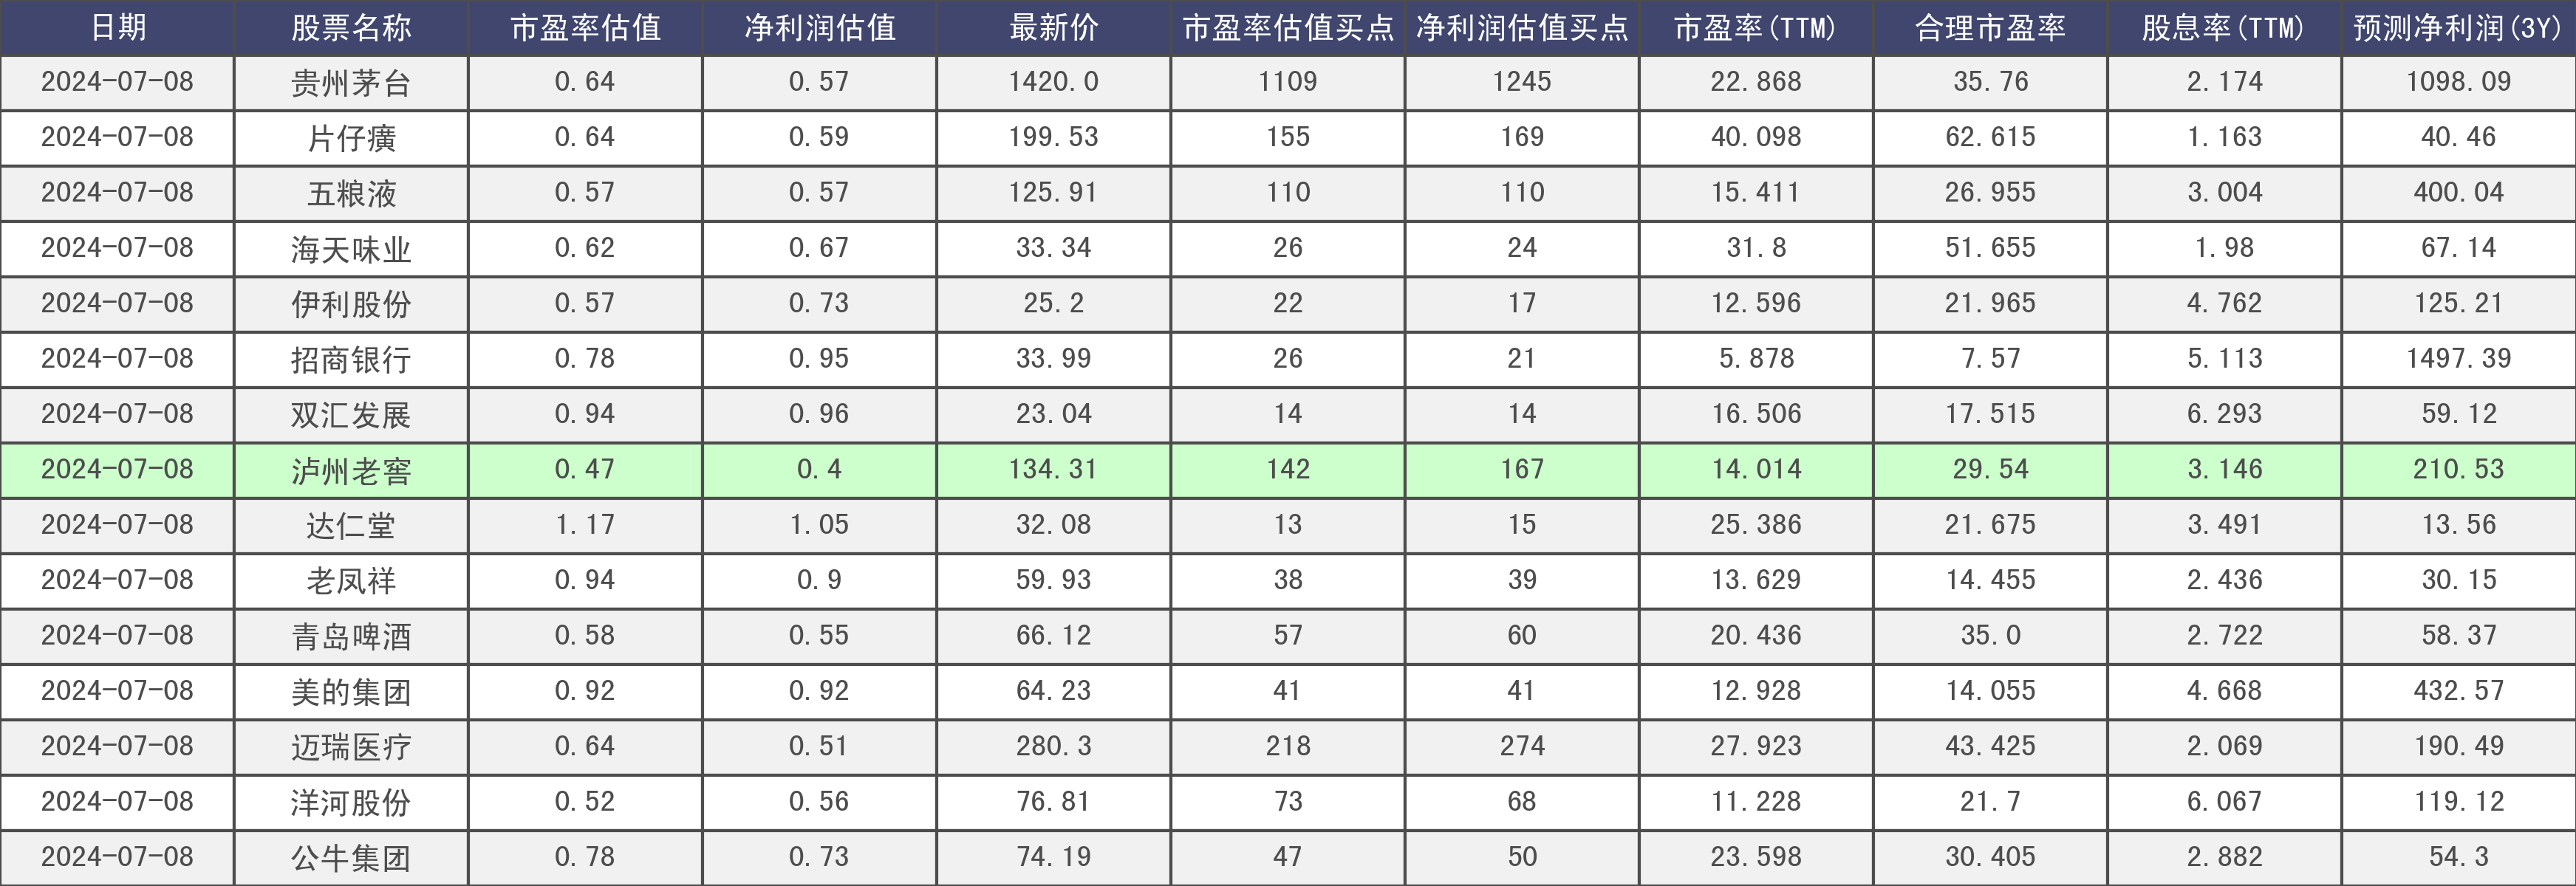 日期 股票名称 市盈率估值 净利润估值 最新价 市盈率估值买点 净利润估值买点 市盈率(TTM) 合理市盈率 股息率(TTM) 预测净利润(3Y)
2024-07-08 贵州茅台 0.64 0.57 1420.0 1109 1245 22.868 35.76 2.174 1098.09
2024-07-08 片仔癀 0.64 0.59 199.53 155 169 40.098 62.615 1.163 40.46
2024-07-08 五粮液 0.57 0.57 125.91 110 110 15.411 26.955 3.004 400.04
2024-07-08 海天味业 0.62 0.67 33.34 26 24 31.8 51.655 1.98 67.14
2024-07-08 伊利股份 0.57 0.73 25.2 22 17 12.596 21.965 4.762 125.21
2024-07-08 招商银行 0.78 0.95 33.99 26 21 5.878 7.57 5.113 1497.39
2024-07-08 双汇发展 0.94 0.96 23.04 14 14 16.506 17.515 6.293 59.12
2024-07-08 泸州老窖 0.47 0.4 134.31 142 167 14.014 29.54 3.146 210.53
2024-07-08 达仁堂 1.17 1.05 32.08 13 15 25.386 21.675 3.491 13.56
2024-07-08 老凤祥 0.94 0.9 59.93 38 39 13.629 14.455 2.436 30.15
2024-07-08 青岛啤酒 0.58 0.55 66.12 57 60 20.436 35.0 2.722 58.37
2024-07-08 美的集团 0.92 0.92 64.23 41 41 12.928 14.055 4.668 432.57
2024-07-08 迈瑞医疗 0.64 0.51 280.3 218 274 27.923 43.425 2.069 190.49
2024-07-08 洋河股份 0.52 0.56 76.81 73 68 11.228 21.7 6.067 119.12
2024-07-08 公牛集团 0.78 0.73 74.19 47 50 23.598 30.405 2.882 54.3